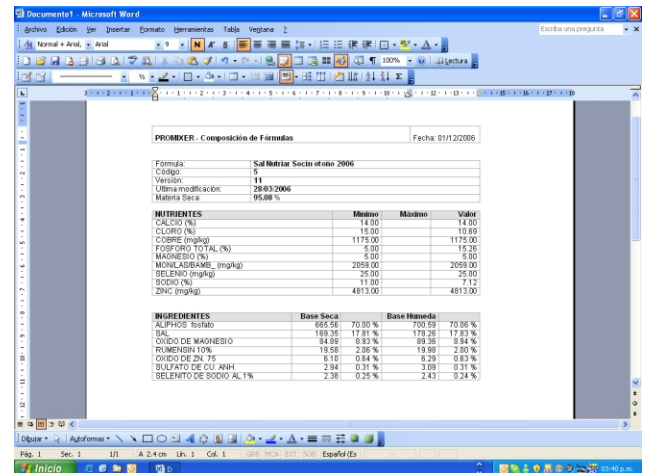 Documento1 - Microsoft Word
Archivo Edición Ver Insertar Formato Herramientas Tabla Ventana ?
Escriba una pregunta
Normal + Arial, Arial 9 N K S
100% Lectura
PROMIXER - Composición de Fórmulas Fecha: 01/12/2006
Fórmula: Sal Nutriar Socin otoño 2006
Código: 5
Versión: 11
Ultima modificación: 28/03/2006
Materia Seca: 95.00 %
NUTRIENTES Minimo Máximo Valor
CALCIO (%) 14.00 14.00
CLORO (%) 15.00 10.69
COBRE (mg/kg) 1175.00 1175.00
FOSFORO TOTAL (%) 5.00 15.26
MAGNESIO (%) 5.00 5.00
MON/LAS/BAMB_ (mg/kg) 2059.00 2059.00
SELENIO (mg/kg) 25.00 25.00
SODIO (%) 11.00 7.12
ZINC (mg/kg) 4813.00 4813.00
INGREDIENTES Base Seca Base Humeda
ALIPHOS fosfato 665.56 70.00 % 700.59 70.06 %
SAL 169.35 17.81 % 178.26 17.83 %
OXIDO DE MAGNESIO 84.89 8.93 % 89.36 8.94 %
RUMENSIN 10% 19.58 2.06 % 19.98 2.00 %
OXIDO DE ZN. 75 6.10 0.64 % 6.29 0.63 %
SULFATO DE CU. ANH. 2.94 0.31 % 3.09 0.31 %
SELENITO DE SODIO AL 1% 2.38 0.25 % 2.43 0.24 %
Dibujar Autoformas
Pág. 1 Sec. 1 1/1 A 2.4 cm Lín. 1 Col. 1 GRB MCA EXT SOB Español (Es
Inicio 03:40 p.m.